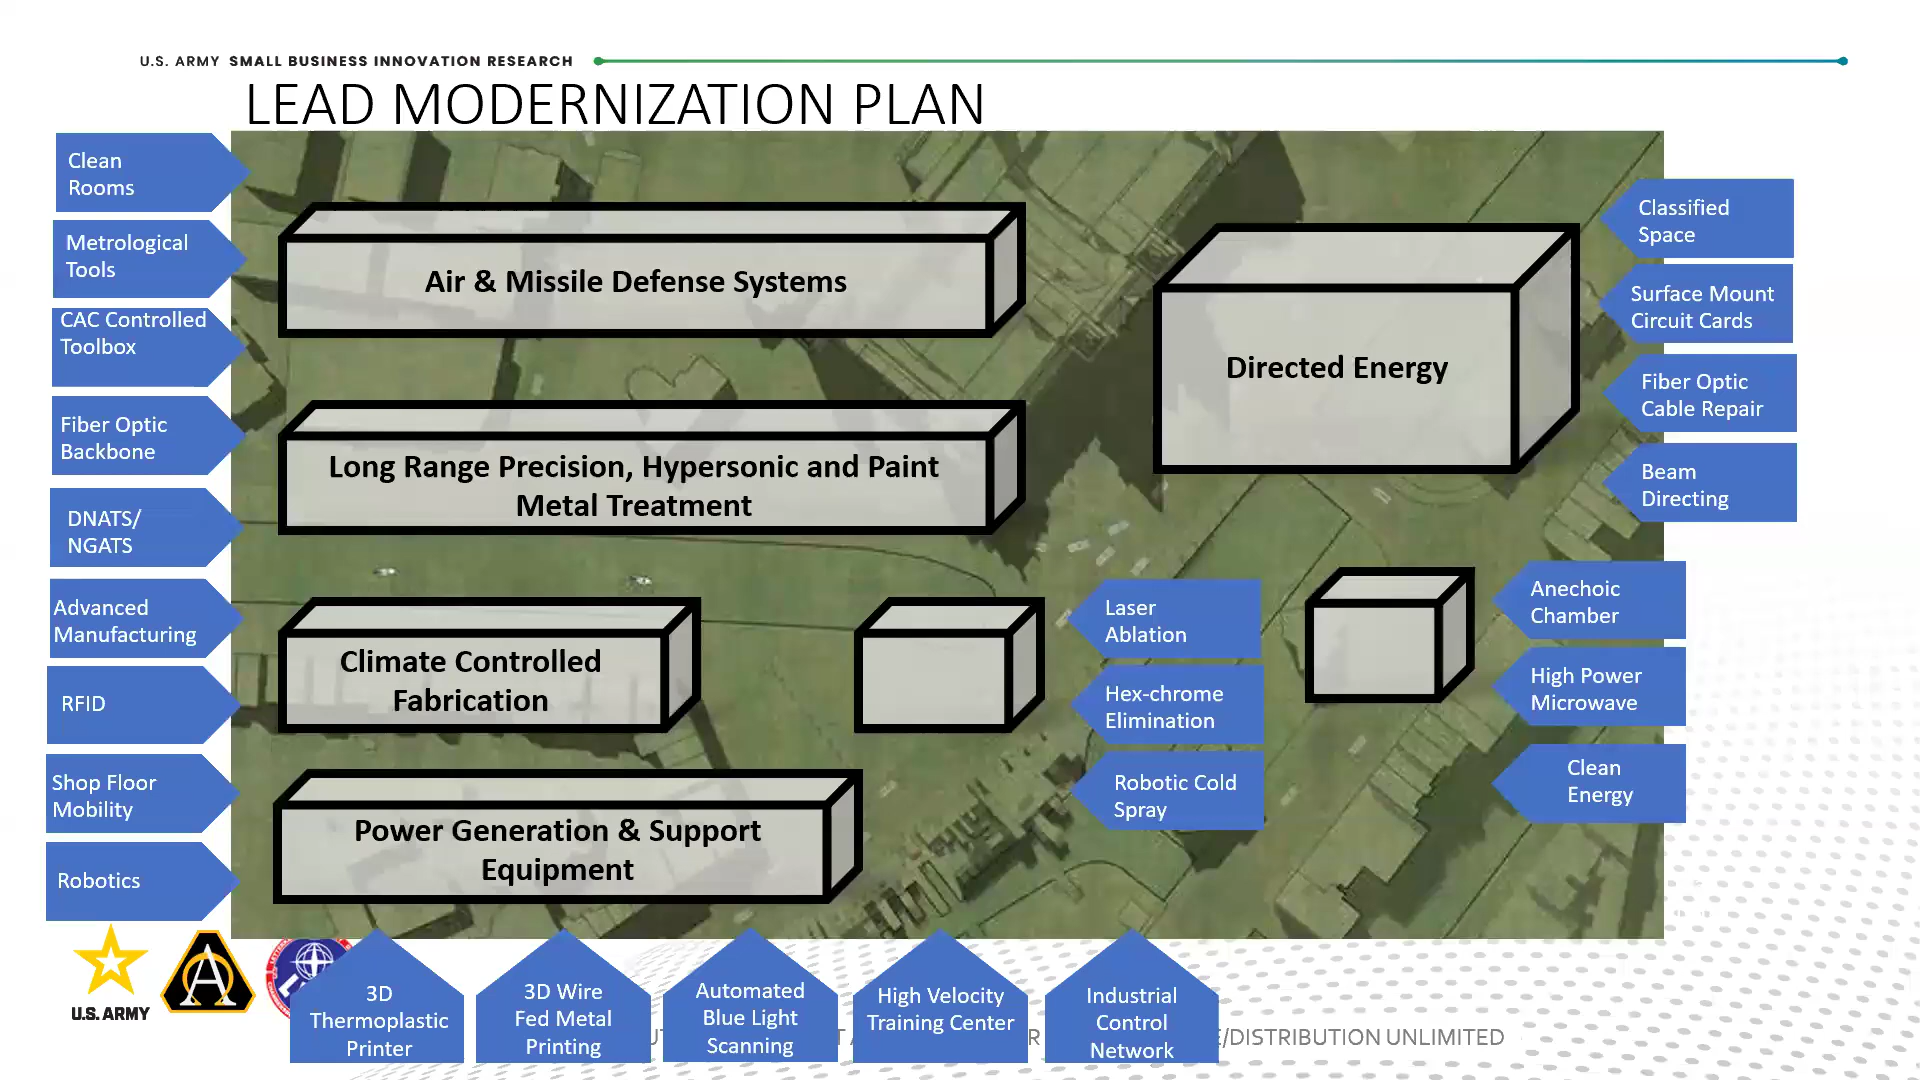 U.S. ARMY SMALL BUSINESS INNOVATION RESEARCH
LEAD MODERNIZATION PLAN
Clean
Rooms
Metrological
Tools
CAC Controlled
Toolbox
Fiber Optic
Backbone
DNATS/
NGATS
Advanced
Manufacturing
RFID
Shop Floor
Mobility
Robotics
Air & Missile Defense Systems
Long Range Precision, Hypersonic and Paint
Metal Treatment
Climate Controlled
Fabrication
Power Generation & Support
Equipment
Directed Energy
Classified
Space
Surface Mount
Circuit Cards
Fiber Optic
Cable Repair
Beam
Directing
Laser
Ablation
Hex-chrome
Elimination
Robotic Cold
Spray
Anechoic
Chamber
High Power
Microwave
Clean
Energy
U.S. ARMY
3D
Thermoplastic
Printer
3D Wire
Fed Metal
Printing
Automated
Blue Light
Scanning
High Velocity
Training Center
Industrial
Control
Network
/DISTRIBUTION UNLIMITED